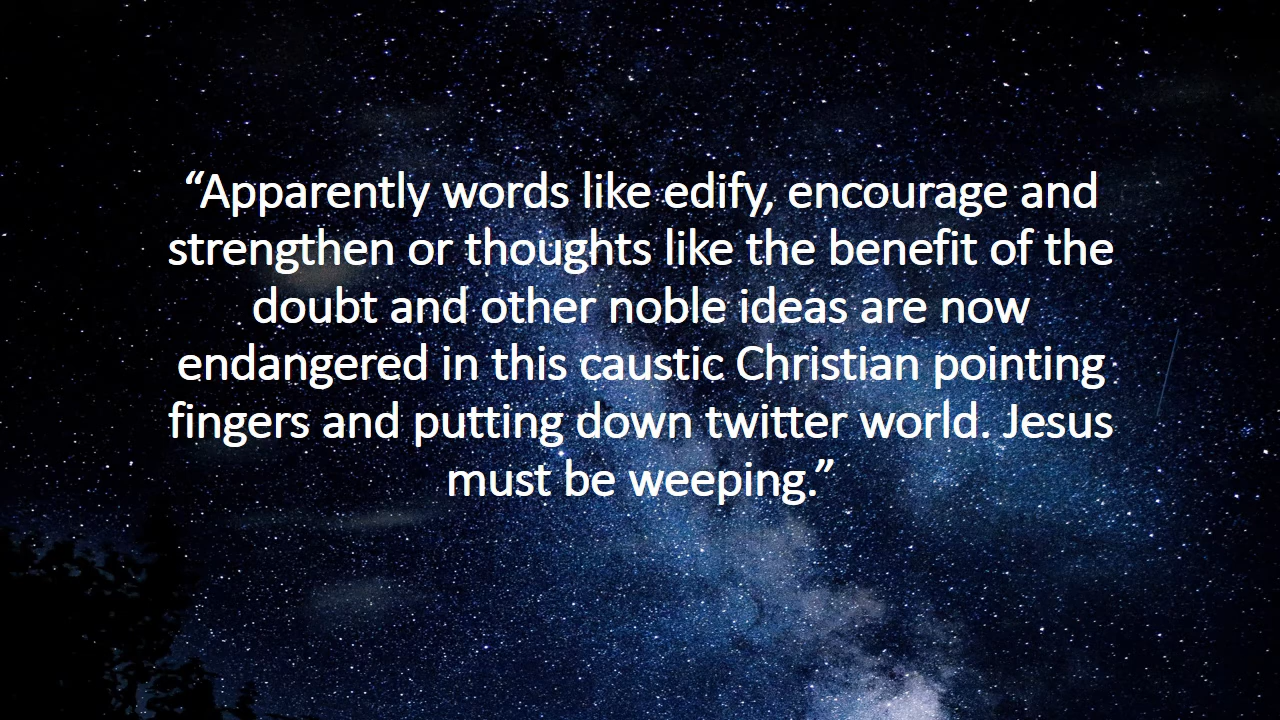 “Apparently words like edify, encourage and
strengthen or thoughts like the benefit of the
doubt and other noble ideas are now
endangered in this caustic Christian pointing
fingers and putting down twitter world. Jesus
must be weeping.”